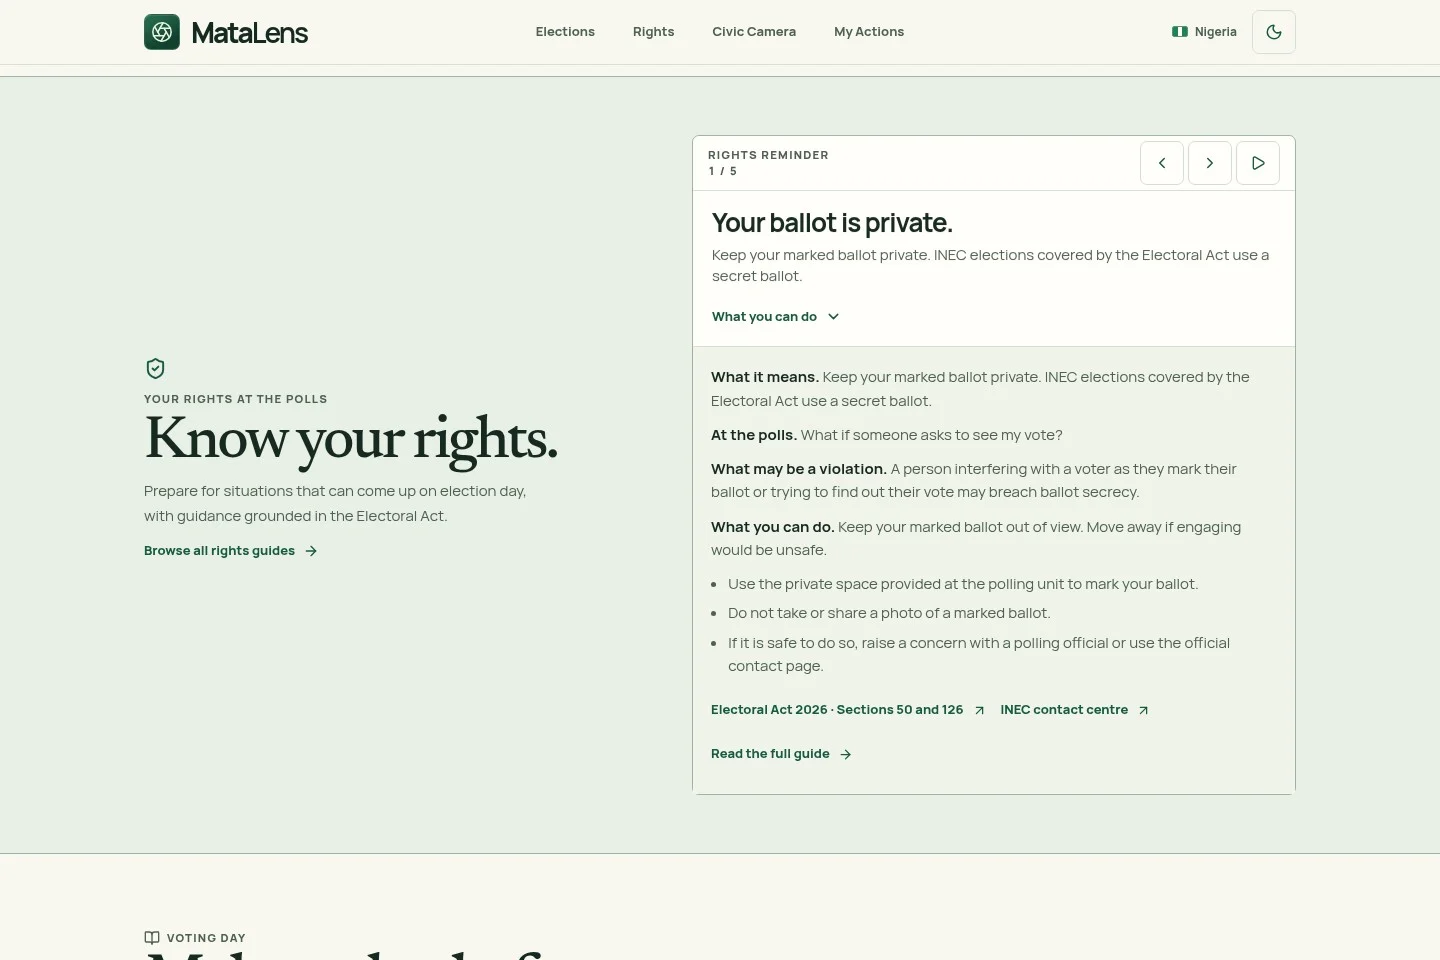 MataLens
Elections
Rights
Civic Camera
My Actions
Nigeria
YOUR RIGHTS AT THE POLLS
Know your rights.
Prepare for situations that can come up on election day,
with guidance grounded in the Electoral Act.
Browse all rights guides
RIGHTS REMINDER
1 / 5
Your ballot is private.
Keep your marked ballot private. INEC elections covered by the Electoral Act use a
secret ballot.
What you can do
What it means. Keep your marked ballot private. INEC elections covered by the
Electoral Act use a secret ballot.
At the polls. What if someone asks to see my vote?
What may be a violation. A person interfering with a voter as they mark their
ballot or trying to find out their vote may breach ballot secrecy.
What you can do. Keep your marked ballot out of view. Move away if engaging
would be unsafe.
• Use the private space provided at the polling unit to mark your ballot.
• Do not take or share a photo of a marked ballot.
• If it is safe to do so, raise a concern with a polling official or use the official
contact page.
Electoral Act 2026 · Sections 50 and 126
INEC contact centre
Read the full guide
VOTING DAY